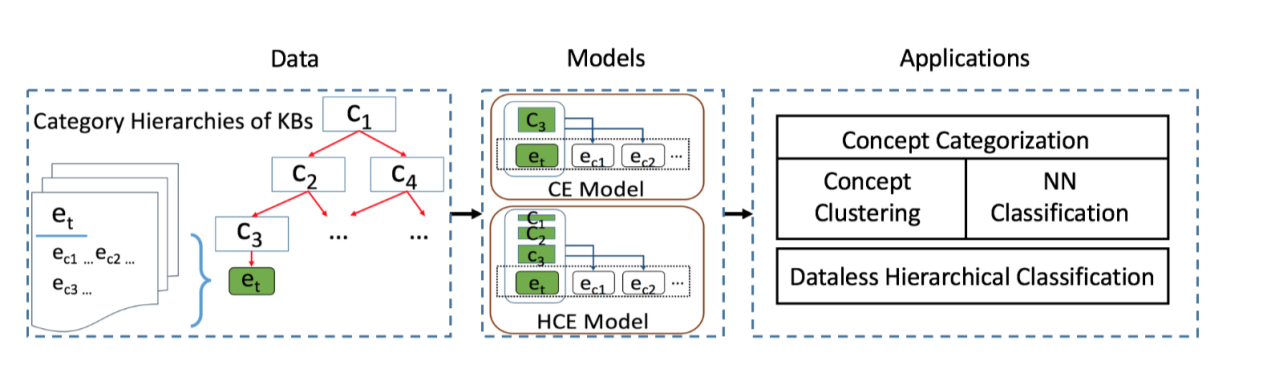 Data
Models
Applications
Category Hierarchies of KBs
C1
C2
C4
C3
...
...
et
et
ec1 ...ec2 ...
ec3 ...
C3
et
ec1
ec2
...
CE Model
C1
C2
C3
et
ec1
ec2
...
HCE Model
Concept Categorization
Concept
Clustering
NN
Classification
Dataless Hierarchical Classification